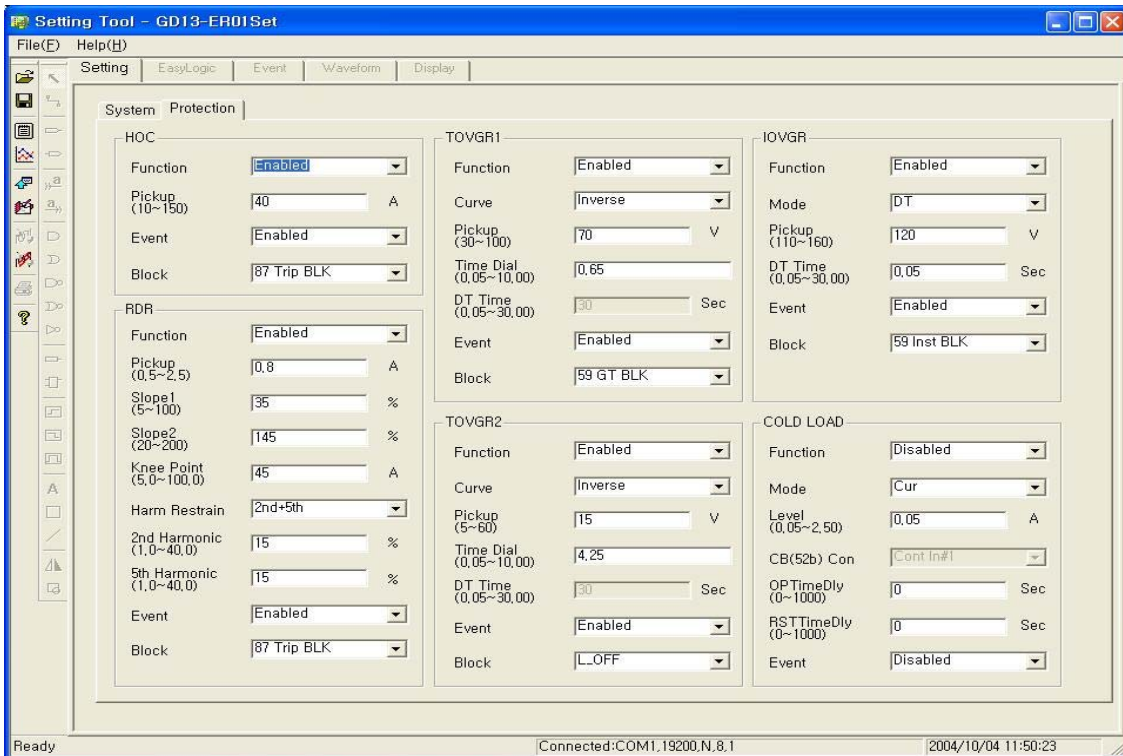 Setting Tool - GD13-ER01Set
File(F) Help(H)
Setting EasyLogic Event Waveform Display
System Protection
HOC
Function Enabled
Pickup (10~150) 40 A
Event Enabled
Block 87 Trip BLK
RDR
Function Enabled
Pickup (0,5~2,5) 0,8 A
Slope1 (5~100) 35 %
Slope2 (20~200) 145 %
Knee Point (5,0~100,0) 45 A
Harm Restrain 2nd+5th
2nd Harmonic (1,0~40,0) 15 %
5th Harmonic (1,0~40,0) 15 %
Event Enabled
Block 87 Trip BLK
TOVGR1
Function Enabled
Curve Inverse
Pickup (30~100) 70 V
Time Dial (0,05~10,00) 0,65
DT Time (0,05~30,00) 30 Sec
Event Enabled
Block 59 GT BLK
TOVGR2
Function Enabled
Curve Inverse
Pickup (5~60) 15 V
Time Dial (0,05~10,00) 4,25
DT Time (0,05~30,00) 30 Sec
Event Enabled
Block L_OFF
IOVGR
Function Enabled
Mode DT
Pickup (110~160) 120 V
DT Time (0,05~30,00) 0,05 Sec
Event Enabled
Block 59 Inst BLK
COLD LOAD
Function Disabled
Mode Cur
Level (0,05~2,50) 0,05 A
CB(52b) Con Cont In#1
OPTimeDly (0~1000) 0 Sec
RSTTimeDly (0~1000) 0 Sec
Event Disabled
Ready Connected:COM1,19200,N,8,1 2004/10/04 11:50:23